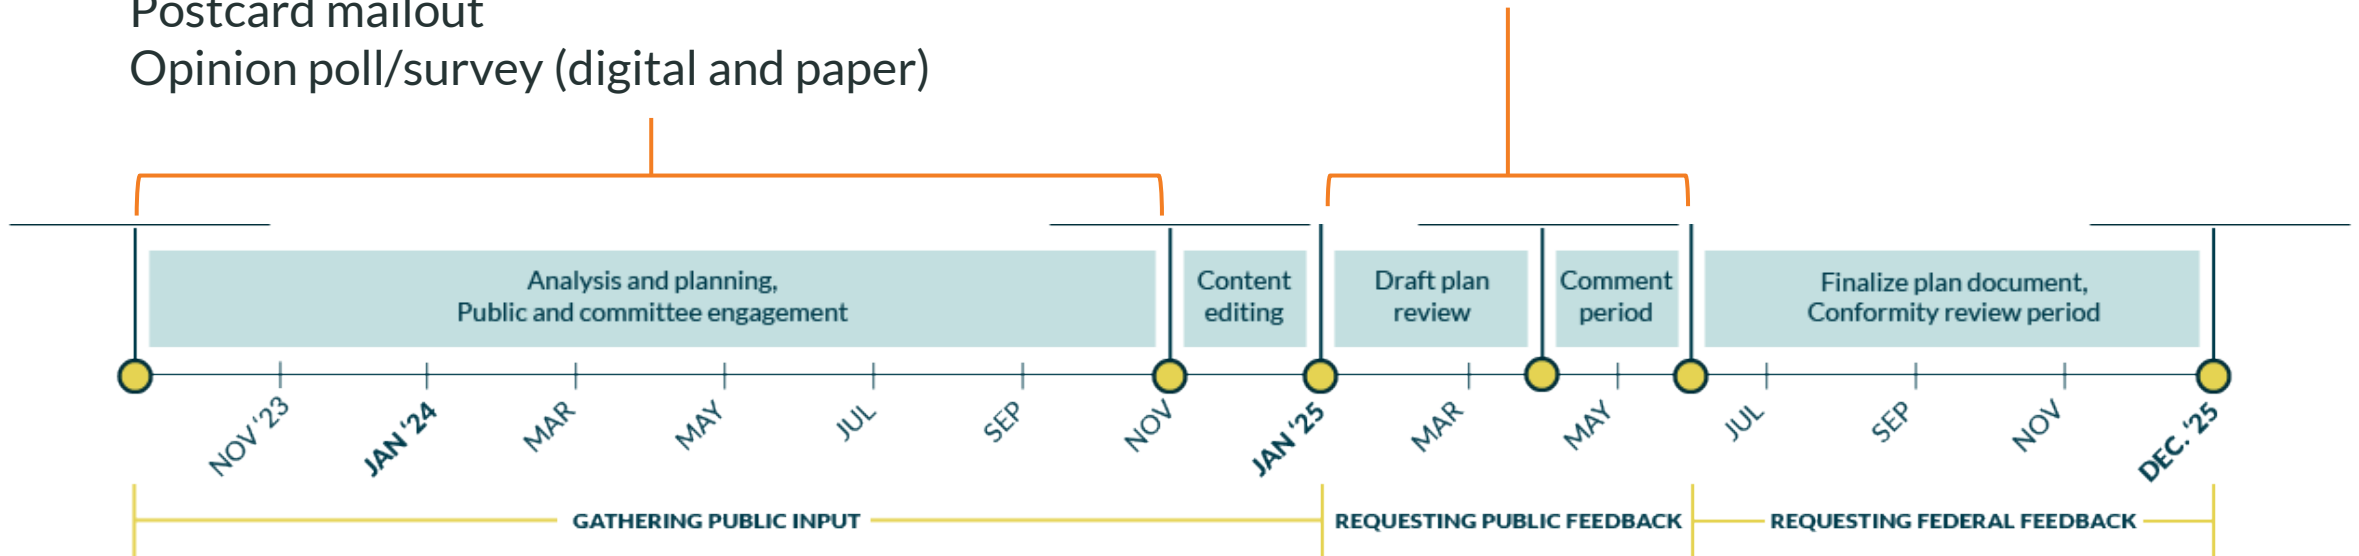 Postcard mailout
Opinion poll/survey (digital and paper)
Analysis and planning,
Public and committee engagement
Content
editing
Draft plan
review
Comment
period
Finalize plan document,
Conformity review period
NOV '23
JAN '24
MAR
MAY
JUL
SEP
NOV
JAN '25
MAR
MAY
JUL
SEP
NOV
DEC. '25
GATHERING PUBLIC INPUT
REQUESTING PUBLIC FEEDBACK
REQUESTING FEDERAL FEEDBACK